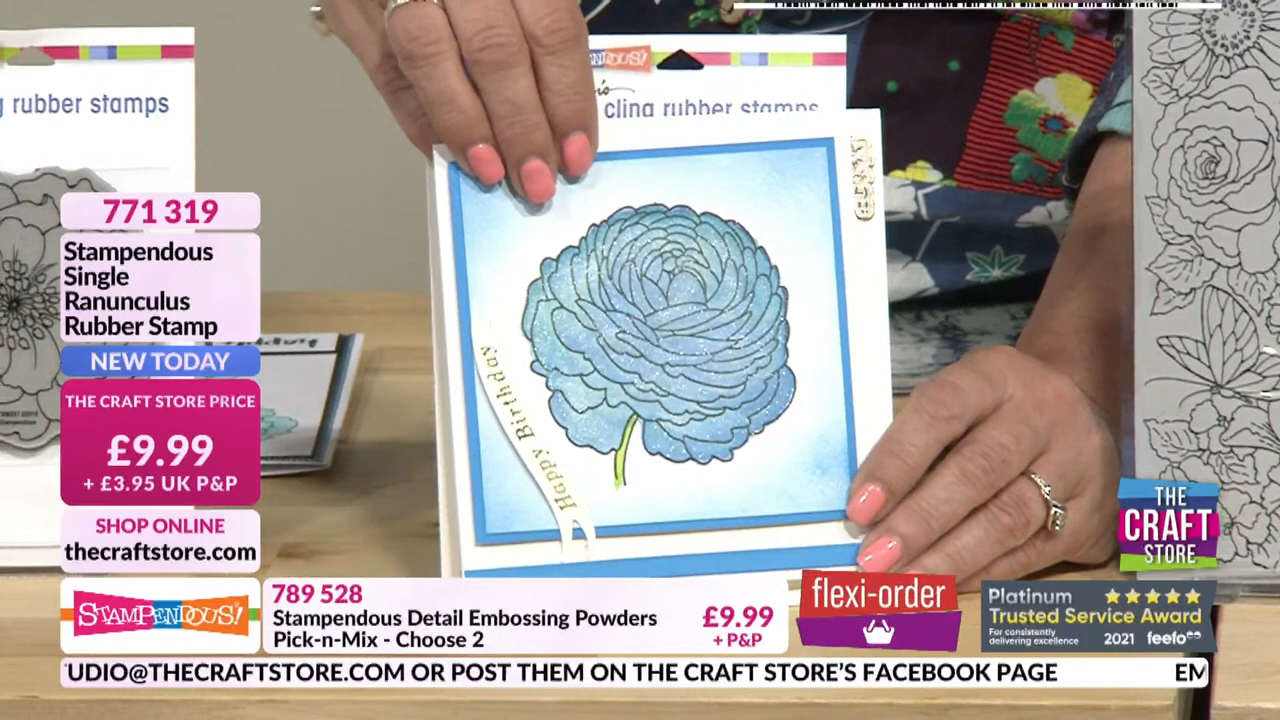 g rubber stamps
cling rubber stamps
771 319
Stampendous
Single
Ranunculus
Rubber Stamp
NEW TODAY
THE CRAFT STORE PRICE
£9.99
+ £3.95 UK P&P
SHOP ONLINE
thecraftstore.com
Happy Birthday
THE
CRAFT
STORE
STAMPENDOUS!
789 528
Stampendous Detail Embossing Powders
Pick-n-Mix - Choose 2
£9.99
+ P&P
flexi-order
Platinum
Trusted Service Award
For consistently
delivering excellence
2021 feefo
UDIO@THECRAFTSTORE.COM OR POST THEM ON THE CRAFT STORE'S FACEBOOK PAGE
EM